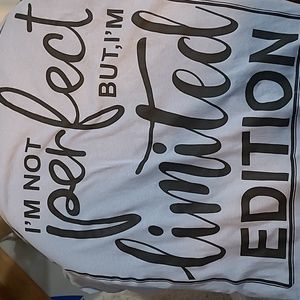 I'M NOT
perfect
BUT, I'M
limited
EDITION